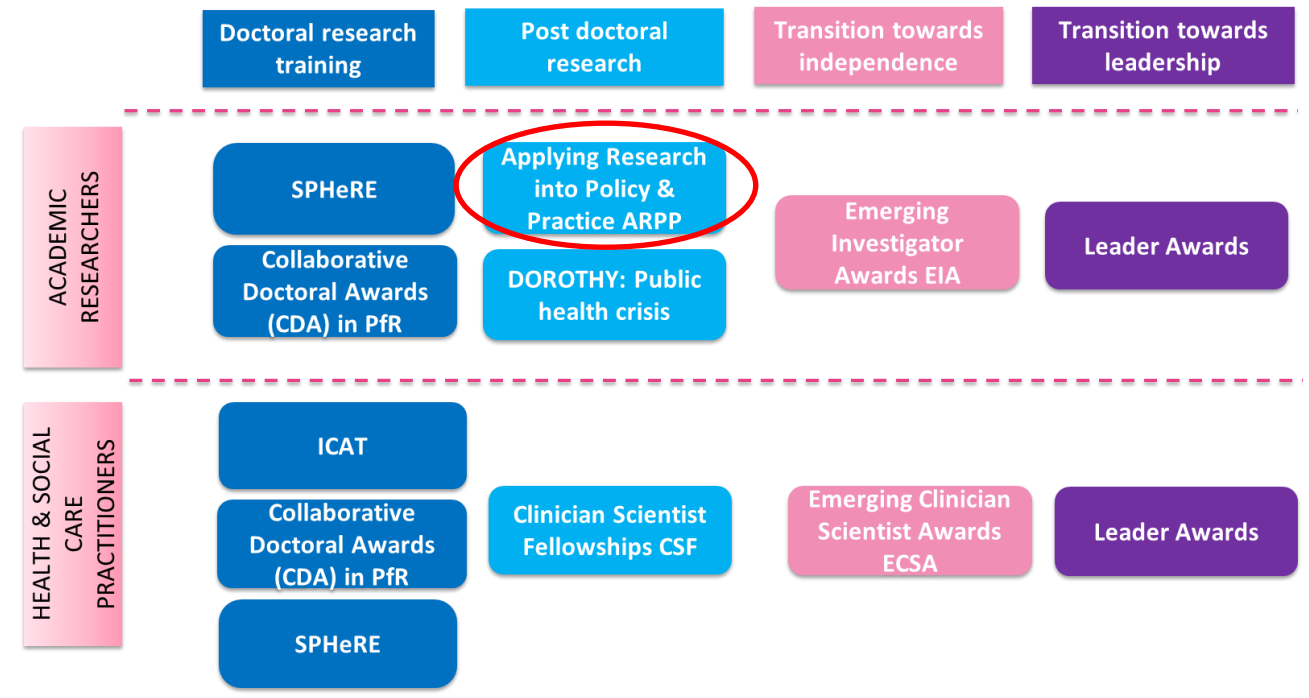 Doctoral research
training
Post doctoral
research
Transition towards
independence
Transition towards
leadership
ACADEMIC
RESEARCHERS
SPHeRE
Collaborative
Doctoral Awards
(CDA) in PfR
Applying Research
into Policy &
Practice ARPP
DOROTHY: Public
health crisis
Emerging
Investigator
Awards EIA
Leader Awards
HEALTH & SOCIAL
CARE
PRACTITIONERS
ICAT
Collaborative
Doctoral Awards
(CDA) in PfR
SPHeRE
Clinician Scientist
Fellowships CSF
Emerging Clinician
Scientist Awards
ECSA
Leader Awards